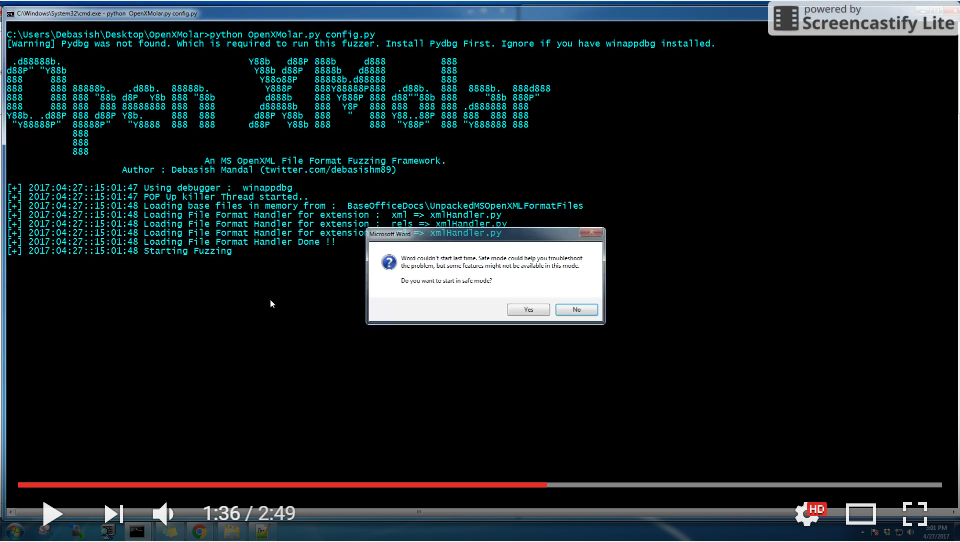 C:\Windows\System32\cmd.exe - python OpenXMolar.py config.py
powered by
Screencastify Lite
C:\Users\Debasish\Desktop\OpenXMolar>python OpenXMolar.py config.py
[Warning] Pydbg was not found. Which is required to run this fuzzer. Install Pydbg First. Ignore if you have winappdbg installed.
Open XMolar
An MS OpenXML File Format Fuzzing Framework.
Author : Debasish Mandal (twitter.com/debasishm89)
[+] 2017:04:27::15:01:47 Using debugger : winappdbg
[+] 2017:04:27::15:01:47 POP Up killer Thread started..
[+] 2017:04:27::15:01:48 Loading base files in memory from : BaseOfficeDocs\UnpackedMSOpenXMLFormatFiles
[+] 2017:04:27::15:01:48 Loading File Format Handler for extension : xml => xmlHandler.py
[+] 2017:04:27::15:01:48 Loading File Format Handler for extension : rels => xmlHandler.py
[+] 2017:04:27::15:01:48 Loading File Format Handler for extension => xmlHandler.py
[+] 2017:04:27::15:01:48 Loading File Format Handler Done !!
[+] 2017:04:27::15:01:48 Starting Fuzzing
Microsoft Word
Word couldn't start last time. Safe mode could help you troubleshoot
the problem, but some features might not be available in this mode.
Do you want to start in safe mode?
Yes
No
1:36 / 2:49
HD
4/27/2017